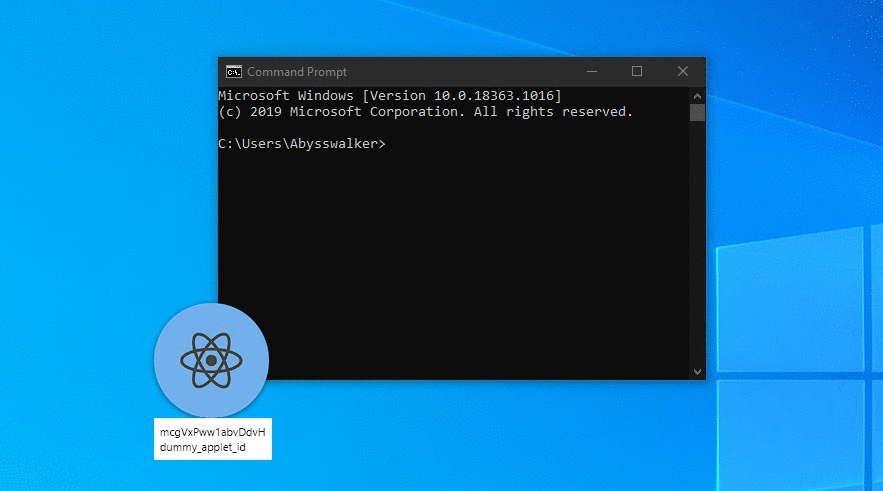 Command Prompt
Microsoft Windows [Version 10.0.18363.1016]
(c) 2019 Microsoft Corporation. All rights reserved.
C:\Users\Abysswalker>
mcgVxPww1abvDdvH
dummy_applet_id